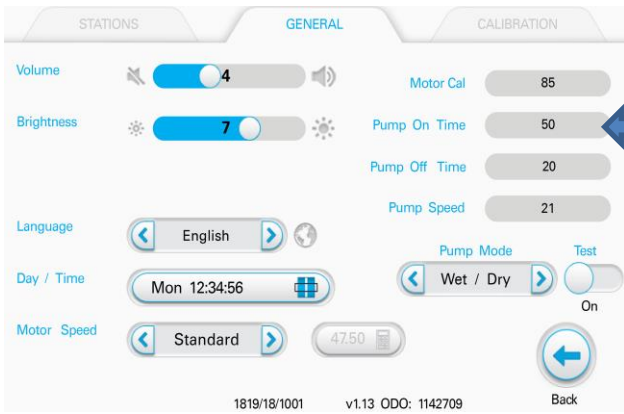 STATIONS GENERAL CALIBRATION
Volume 4
Motor Cal 85
Brightness 7
Pump On Time 50
Pump Off Time 20
Pump Speed 21
Language English
Pump Mode Test
Day / Time Mon 12:34:56
Wet / Dry
On
Motor Speed Standard 47.50
Back
1819/18/1001 v1.13 ODO: 1142709